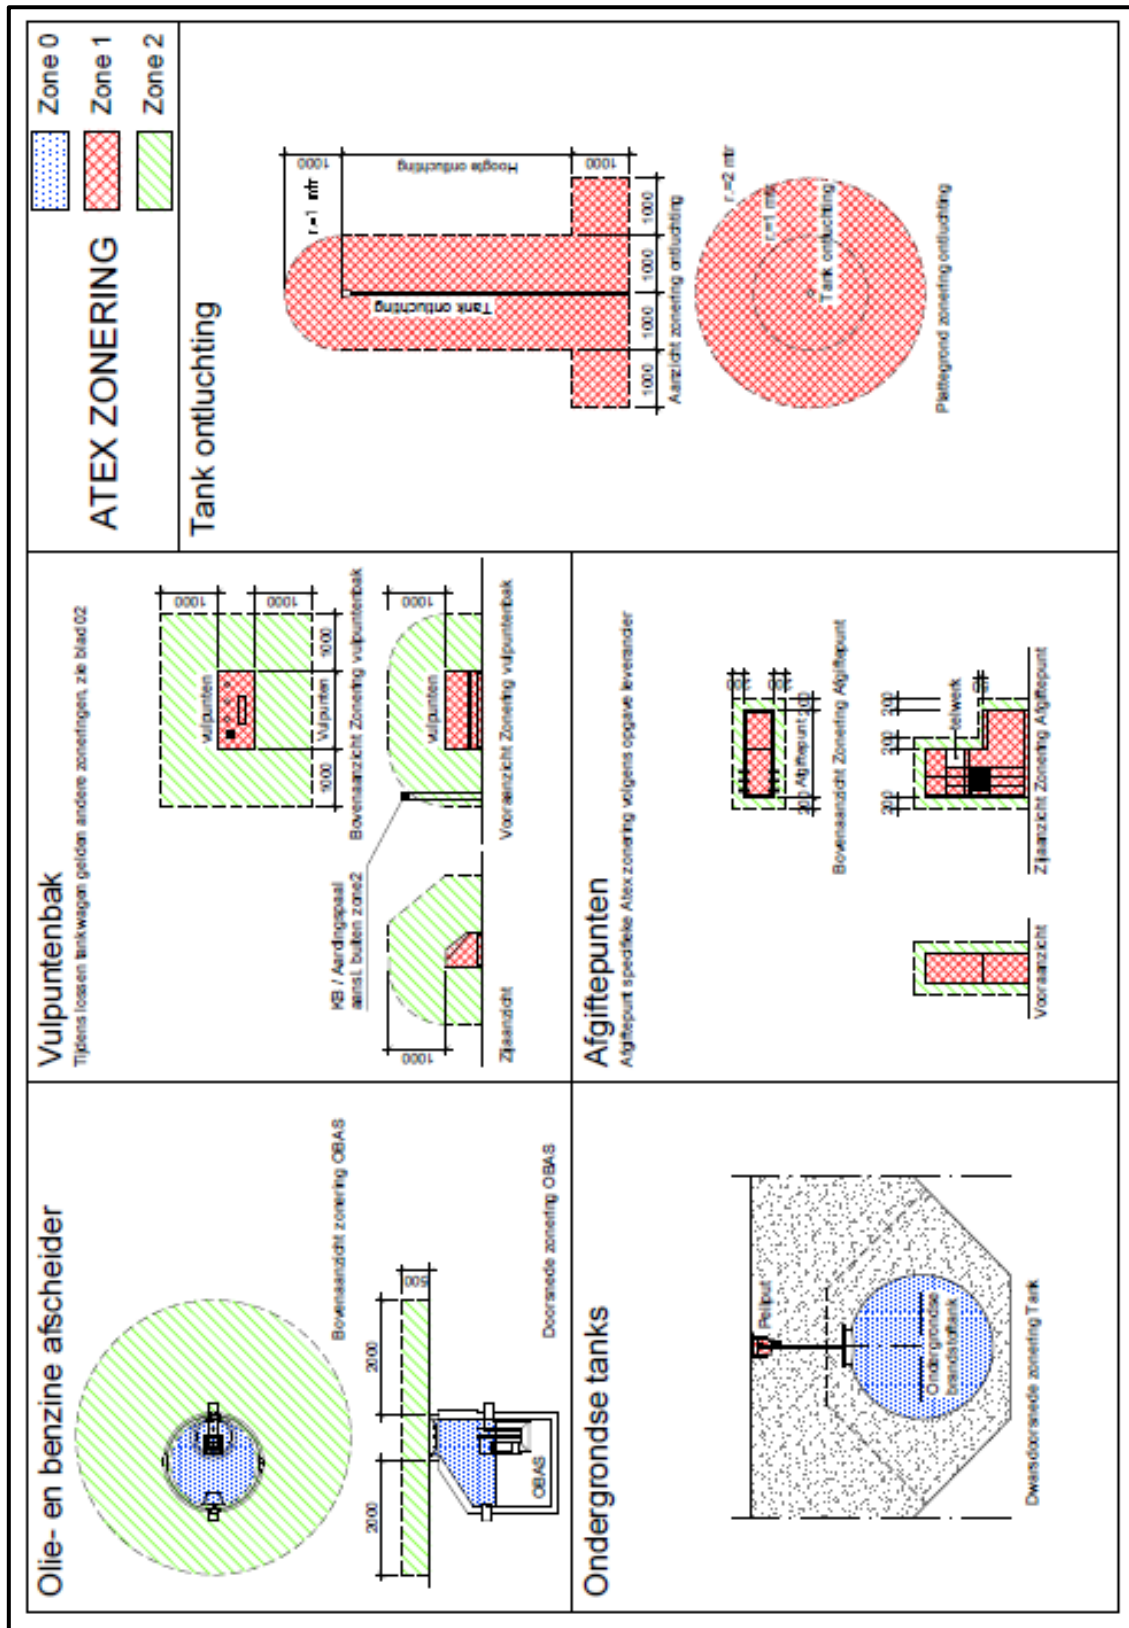 Olie- en benzine afscheider
Bovenaanzicht zonering OBAS
2000
2000
500
OBAS
Doorsnede zonering OBAS
Vulpuntenbak
Tijdens lossen tankwagen gelden andere zoneringen, zie blad 02
vulpunten
1000
1000
1000
Vulpunten
1000
Bovenaanzicht Zonering vulpuntenbak
KB / Aardingspaal
aansl. buiten zone2
1000
Zijaanzicht
vulpunten
1000
Vooraanzicht Zonering vulpuntenbak
ATEX ZONERING
Zone 0
Zone 1
Zone 2
Tank ontluchting
r.=1 mtr
1000
Hoogte ontluchting
1000
Tank ontluchting
1000
1000
1000
1000
Aanzicht zonering ontluchting
r.=2 mtr
r.=1 mtr
Tank ontluchting
Plattegrond zonering ontluchting
Ondergrondse tanks
Peilput
Ondergrondse
brandstoftank
Dwarsdoorsnede zonering Tank
Afgiftepunten
Afgiftepunt specifieke Atex zonering volgens opgave leverancier
200
Afgiftepunt
200
Bovenaanzicht Zonering Afgiftepunt
Vooraanzicht
200
200
200
telwerk
Zijaanzicht Zonering Afgiftepunt